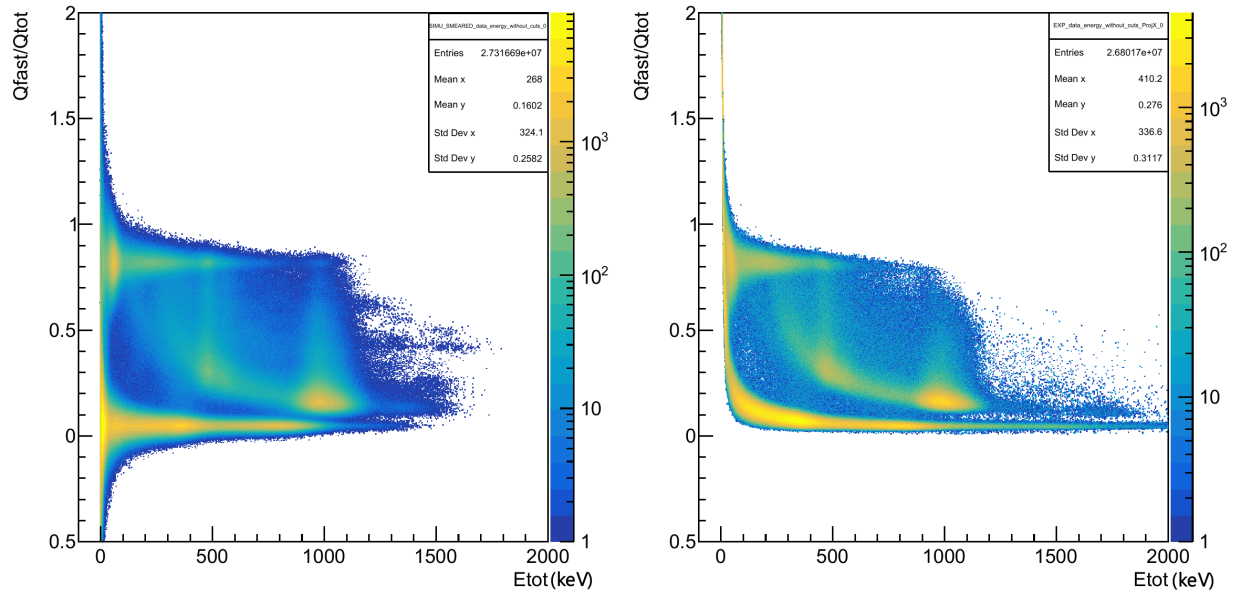 Qfast/Qtot
2
1.5
1
0.5
0
0.5
0
500
1000
1500
2000
Etot (keV)
SIMU_SMEARED_data_energy_without_cuts_0
Entries 2.731669e+07
Mean x 268
Mean y 0.1602
Std Dev x 324.1
Std Dev y 0.2582
10³
10²
10
1
Qfast/Qtot
2
1.5
1
0.5
0
0.5
0
500
1000
1500
2000
Etot (keV)
EXP_data_energy_without_cuts_ProjX_0
Entries 2.68017e+07
Mean x 410.2
Mean y 0.276
Std Dev x 336.6
Std Dev y 0.3117
10³
10²
10
1